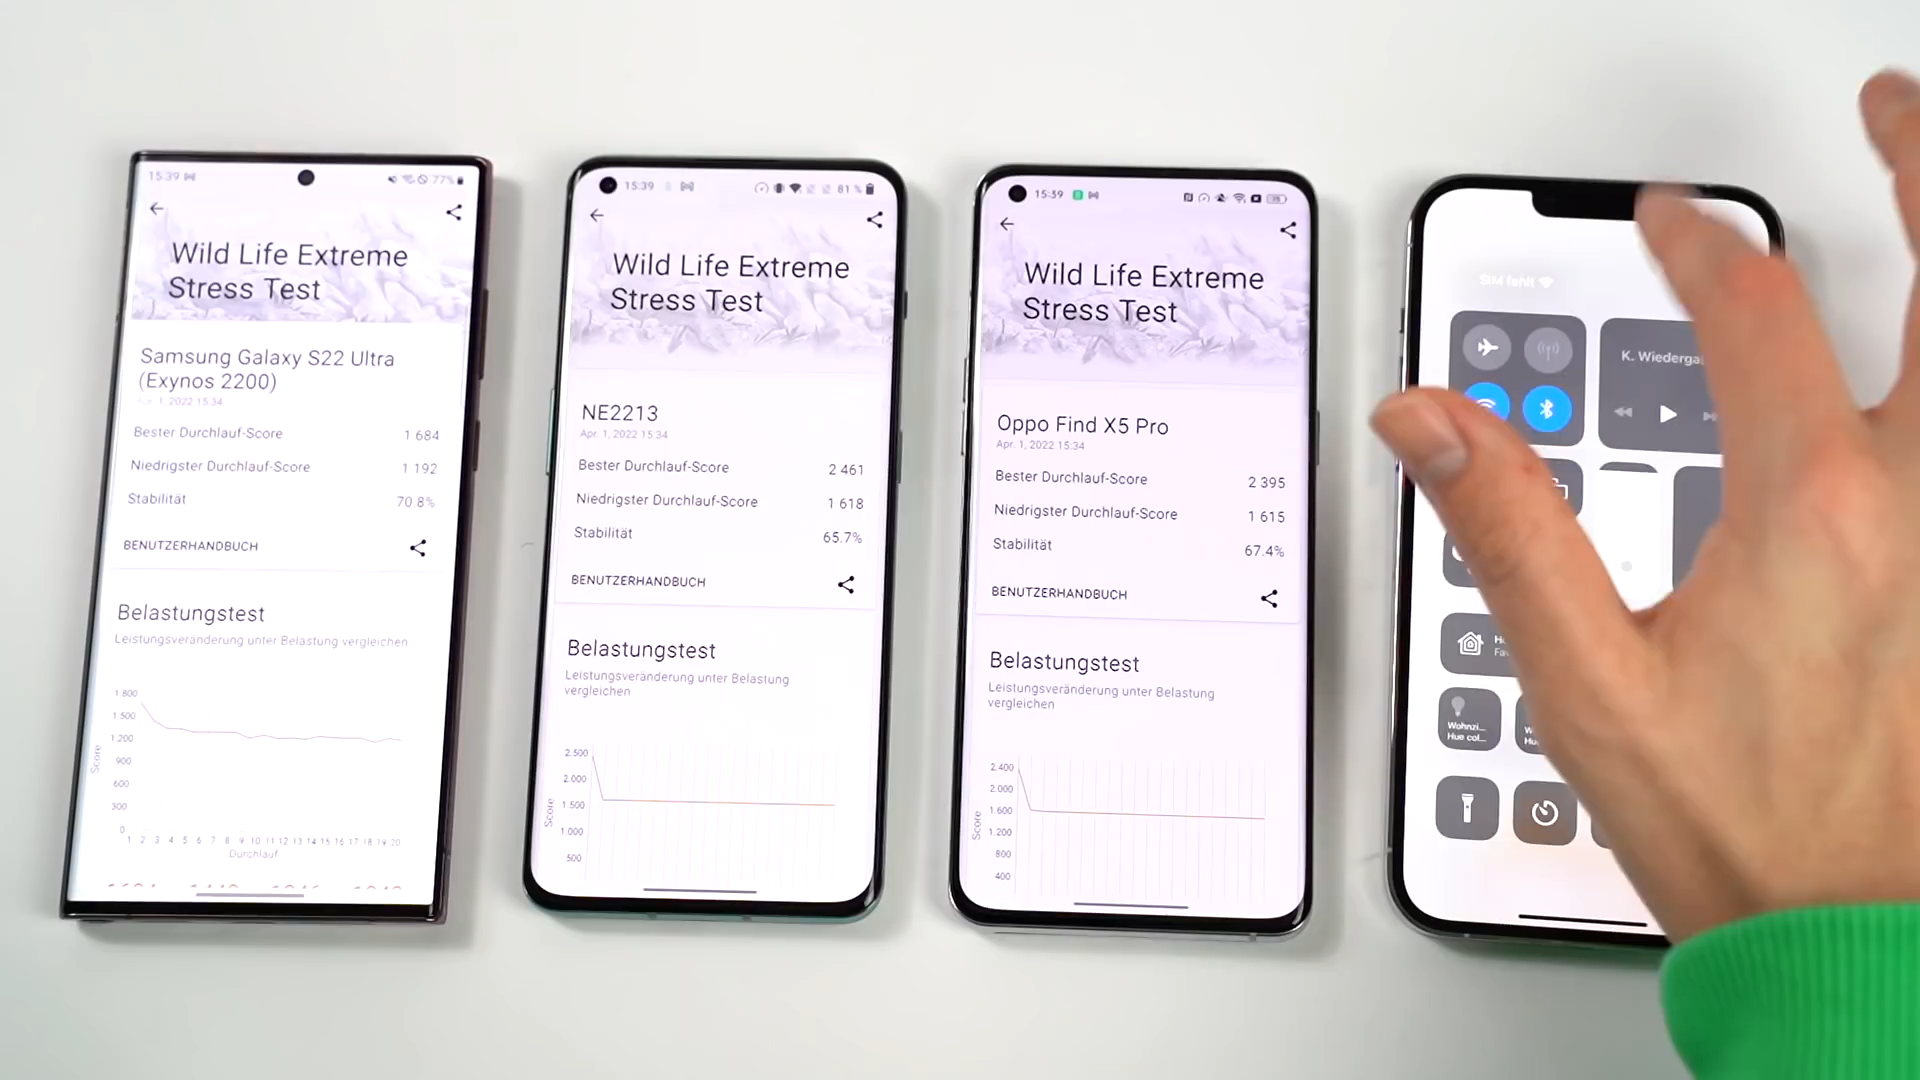 15:39
77%
Wild Life Extreme
Stress Test
Samsung Galaxy S22 Ultra
(Exynos 2200)
1, 2022 15:34
Bester Durchlauf-Score 1 684
Niedrigster Durchlauf-Score 1 192
Stabilität 70.8%
BENUTZERHANDBUCH
Belastungstest
Leistungsveränderung unter Belastung vergleichen
1.800
1.500
1.200
900
600
300
0
Score
1 2 3 4 5 6 7 8 9 10 11 12 13 14 15 16 17 18 19 20
Durchlauf
15:39
81 %
Wild Life Extreme
Stress Test
NE2213
Apr. 1, 2022 15:34
Bester Durchlauf-Score 2 461
Niedrigster Durchlauf-Score 1 618
Stabilität 65.7%
BENUTZERHANDBUCH
Belastungstest
Leistungsveränderung unter Belastung
vergleichen
2.500
2.000
1.500
1.000
500
Score
15:39
Wild Life Extreme
Stress Test
Oppo Find X5 Pro
Apr. 1, 2022 15:34
Bester Durchlauf-Score 2 395
Niedrigster Durchlauf-Score 1 615
Stabilität 67.4%
BENUTZERHANDBUCH
Belastungstest
Leistungsveränderung unter Belastung
vergleichen
2.400
2.000
1.600
1.200
800
400
Score
SIM fehlt
K. Wiederga
Wohnzi...
Hue col...